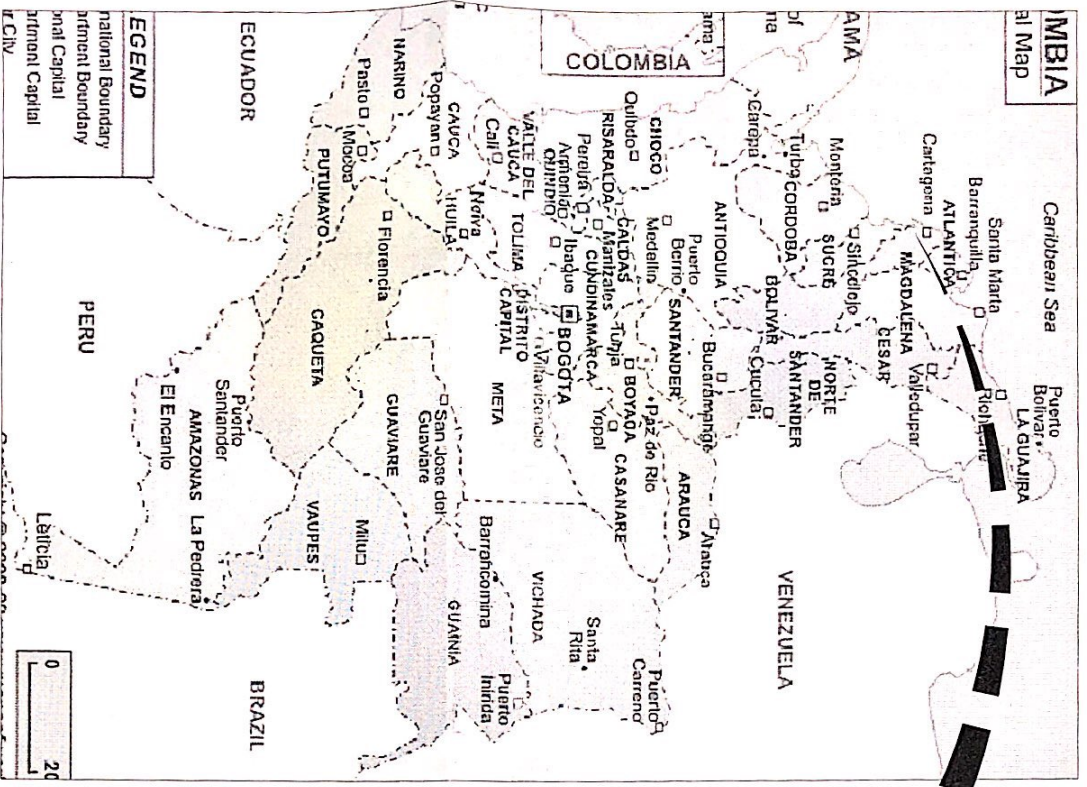 OMBIA
al Map
Caribbean Sea
Puerto
Bolivar
LA GUAJIRA
Santa Marta
Barranquilla
ATLANTICA
Cartagena
MAGDALENA
Valledupar
CESAR
AMA
Sincelejo
SUCRE
Monteria
CORDOBA
Turbo
Carepa
BOLIVAR
NORTE
DE
SANTANDER
Cucuta
VENEZUELA
ANTIOQUIA
Bucaramanga
Arauca
ARAUCA
Puerto
Berrio
SANTANDER
Paz de Rio
Medellin
COLOMBIA
CHOCO
Quibdo
CALDAS
Manizales
RISARALDA
Pereira
Armenia
QUINDIO
Tunja
BOYACA
Yopal
CASANARE
CUNDINAMARCA
Ibague
BOGOTA
Puerto
Carreno
Santa
Rita
VICHADA
VALLE DEL
CAUCA
Cali
TOLIMA
DISTRITO
CAPITAL
Villavicencio
META
CAUCA
Popayan
Neiva
HUILA
San Jose del
Guaviare
Barrancomina
Puerto
Inirida
GUAINIA
NARINO
Pasto
Mocoa
Florencia
GUAVIARE
Mitu
PUTUMAYO
CAQUETA
VAUPES
ECUADOR
Puerto
Santander
AMAZONAS
La Pedrera
El Encanto
BRAZIL
PERU
Leticia
EGEND
national Boundary
artment Boundary
onal Capital
artment Capital
r City
0 20